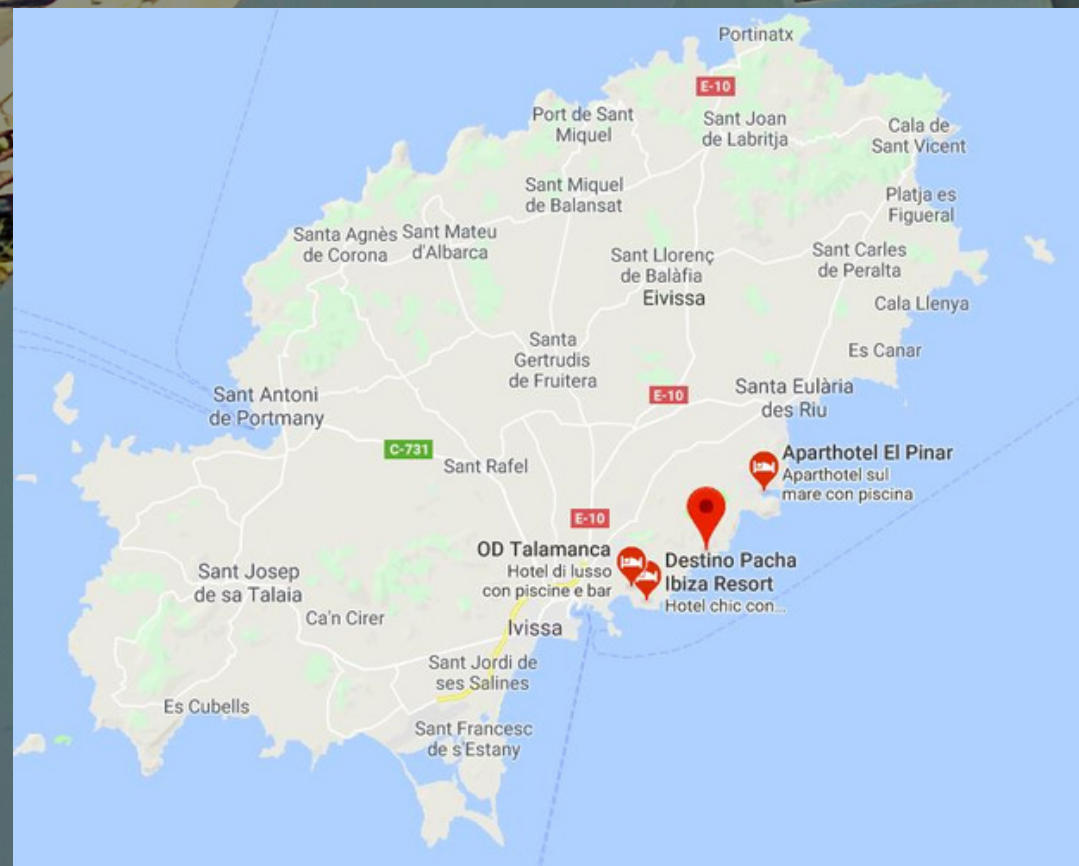 Portinatx
E-10
Port de Sant
Miquel
Sant Joan
de Labritja
Cala de
Sant Vicent
Sant Miquel
de Balansat
Platja es
Figueral
Santa Agnès
de Corona
Sant Mateu
d'Albarca
Sant Llorenç
de Balàfia
Eivissa
Sant Carles
de Peralta
Cala Llenya
Santa
Gertrudis
de Fruitera
Es Canar
Sant Antoni
de Portmany
E-10
Santa Eulària
des Riu
C-731
Sant Rafel
Aparthotel El Pinar
Aparthotel sul
mare con piscina
E-10
OD Talamanca
Hotel di lusso
con piscine e bar
Destino Pacha
Ibiza Resort
Hotel chic con...
Sant Josep
de sa Talaia
Ca'n Cirer
Ivissa
Sant Jordi de
ses Salines
Es Cubells
Sant Francesc
de s'Estany